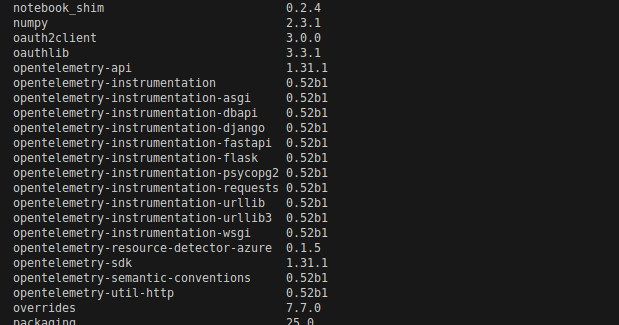 notebook_shim 0.2.4
numpy 2.3.1
oauth2client 3.0.0
oauthlib 3.3.1
opentelemetry-api 1.31.1
opentelemetry-instrumentation 0.52b1
opentelemetry-instrumentation-asgi 0.52b1
opentelemetry-instrumentation-dbapi 0.52b1
opentelemetry-instrumentation-django 0.52b1
opentelemetry-instrumentation-fastapi 0.52b1
opentelemetry-instrumentation-flask 0.52b1
opentelemetry-instrumentation-psycopg2 0.52b1
opentelemetry-instrumentation-requests 0.52b1
opentelemetry-instrumentation-urllib 0.52b1
opentelemetry-instrumentation-urllib3 0.52b1
opentelemetry-instrumentation-wsgi 0.52b1
opentelemetry-resource-detector-azure 0.1.5
opentelemetry-sdk 1.31.1
opentelemetry-semantic-conventions 0.52b1
opentelemetry-util-http 0.52b1
overrides 7.7.0
packaging 25.0